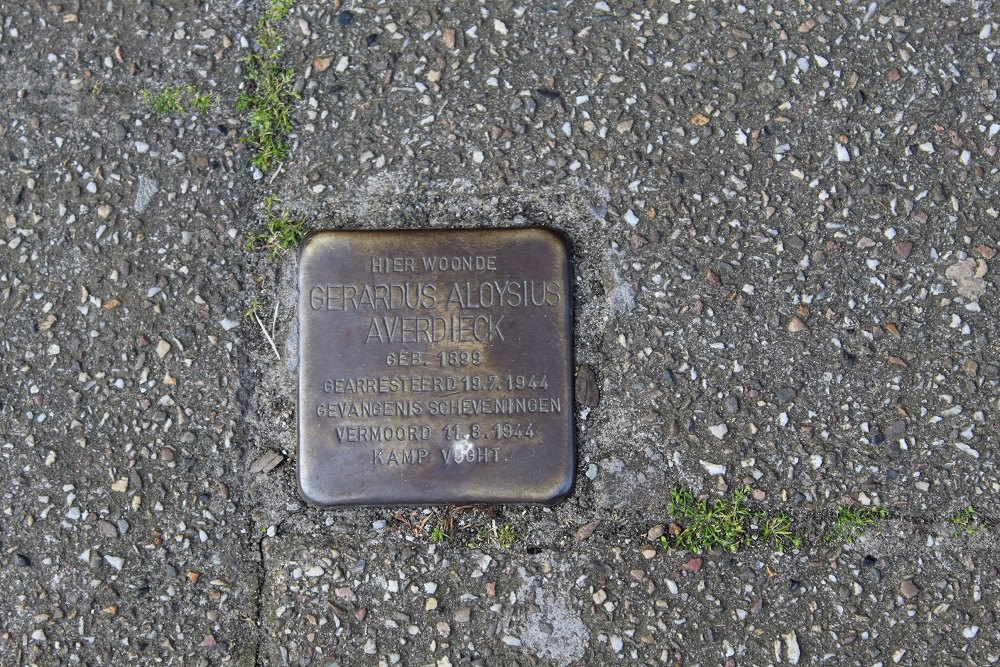 HIER WOONDE
GERARDUS ALOYSIUS
AVERDIECK
GEB. 1899
GEARRESTEERD 19.7.1944
GEVANGENIS SCHEVENINGEN
VERMOORD 11.8.1944
KAMP VUGHT